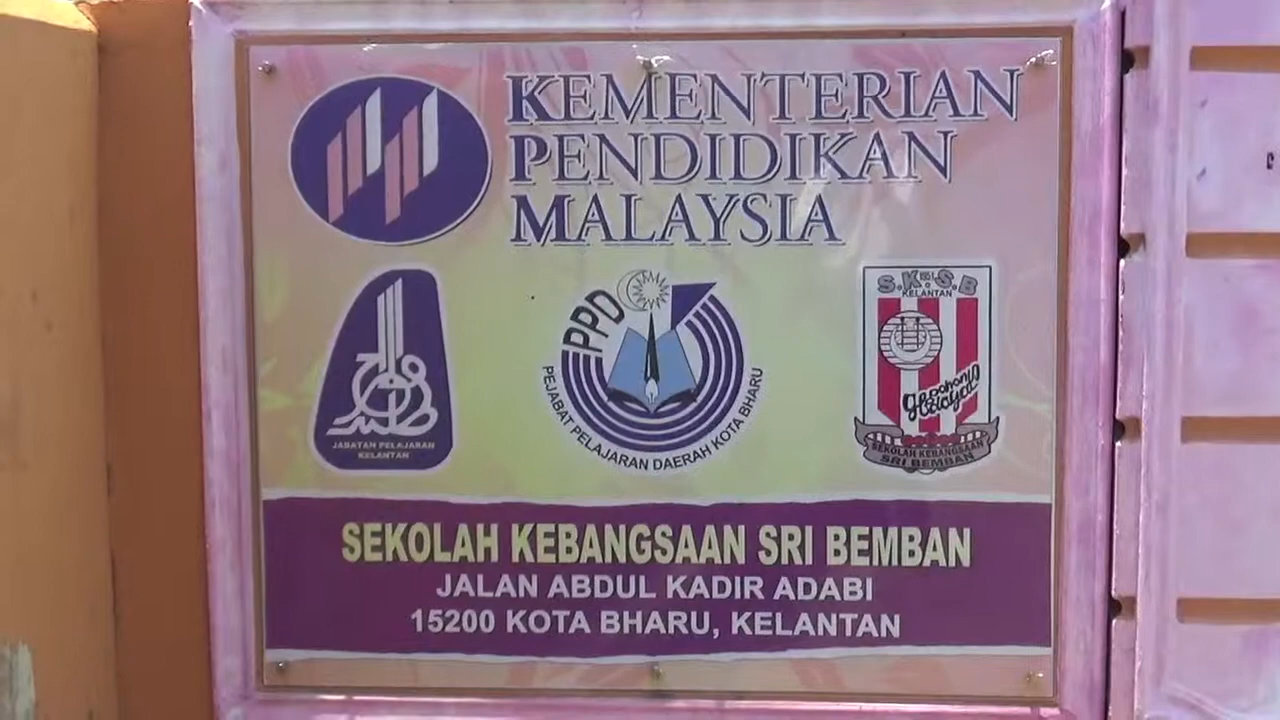 KEMENTERIAN
PENDIDIKAN
MALAYSIA
JABATAN PELAJARAN
KELANTAN
PPD
PEJABAT PELAJARAN DAERAH KOTA BHARU
S.K. S.B
KELANTAN
SEKOLAH KEBANGSAAN
SRI BEMBAN
SEKOLAH KEBANGSAAN SRI BEMBAN
JALAN ABDUL KADIR ADABI
15200 KOTA BHARU, KELANTAN